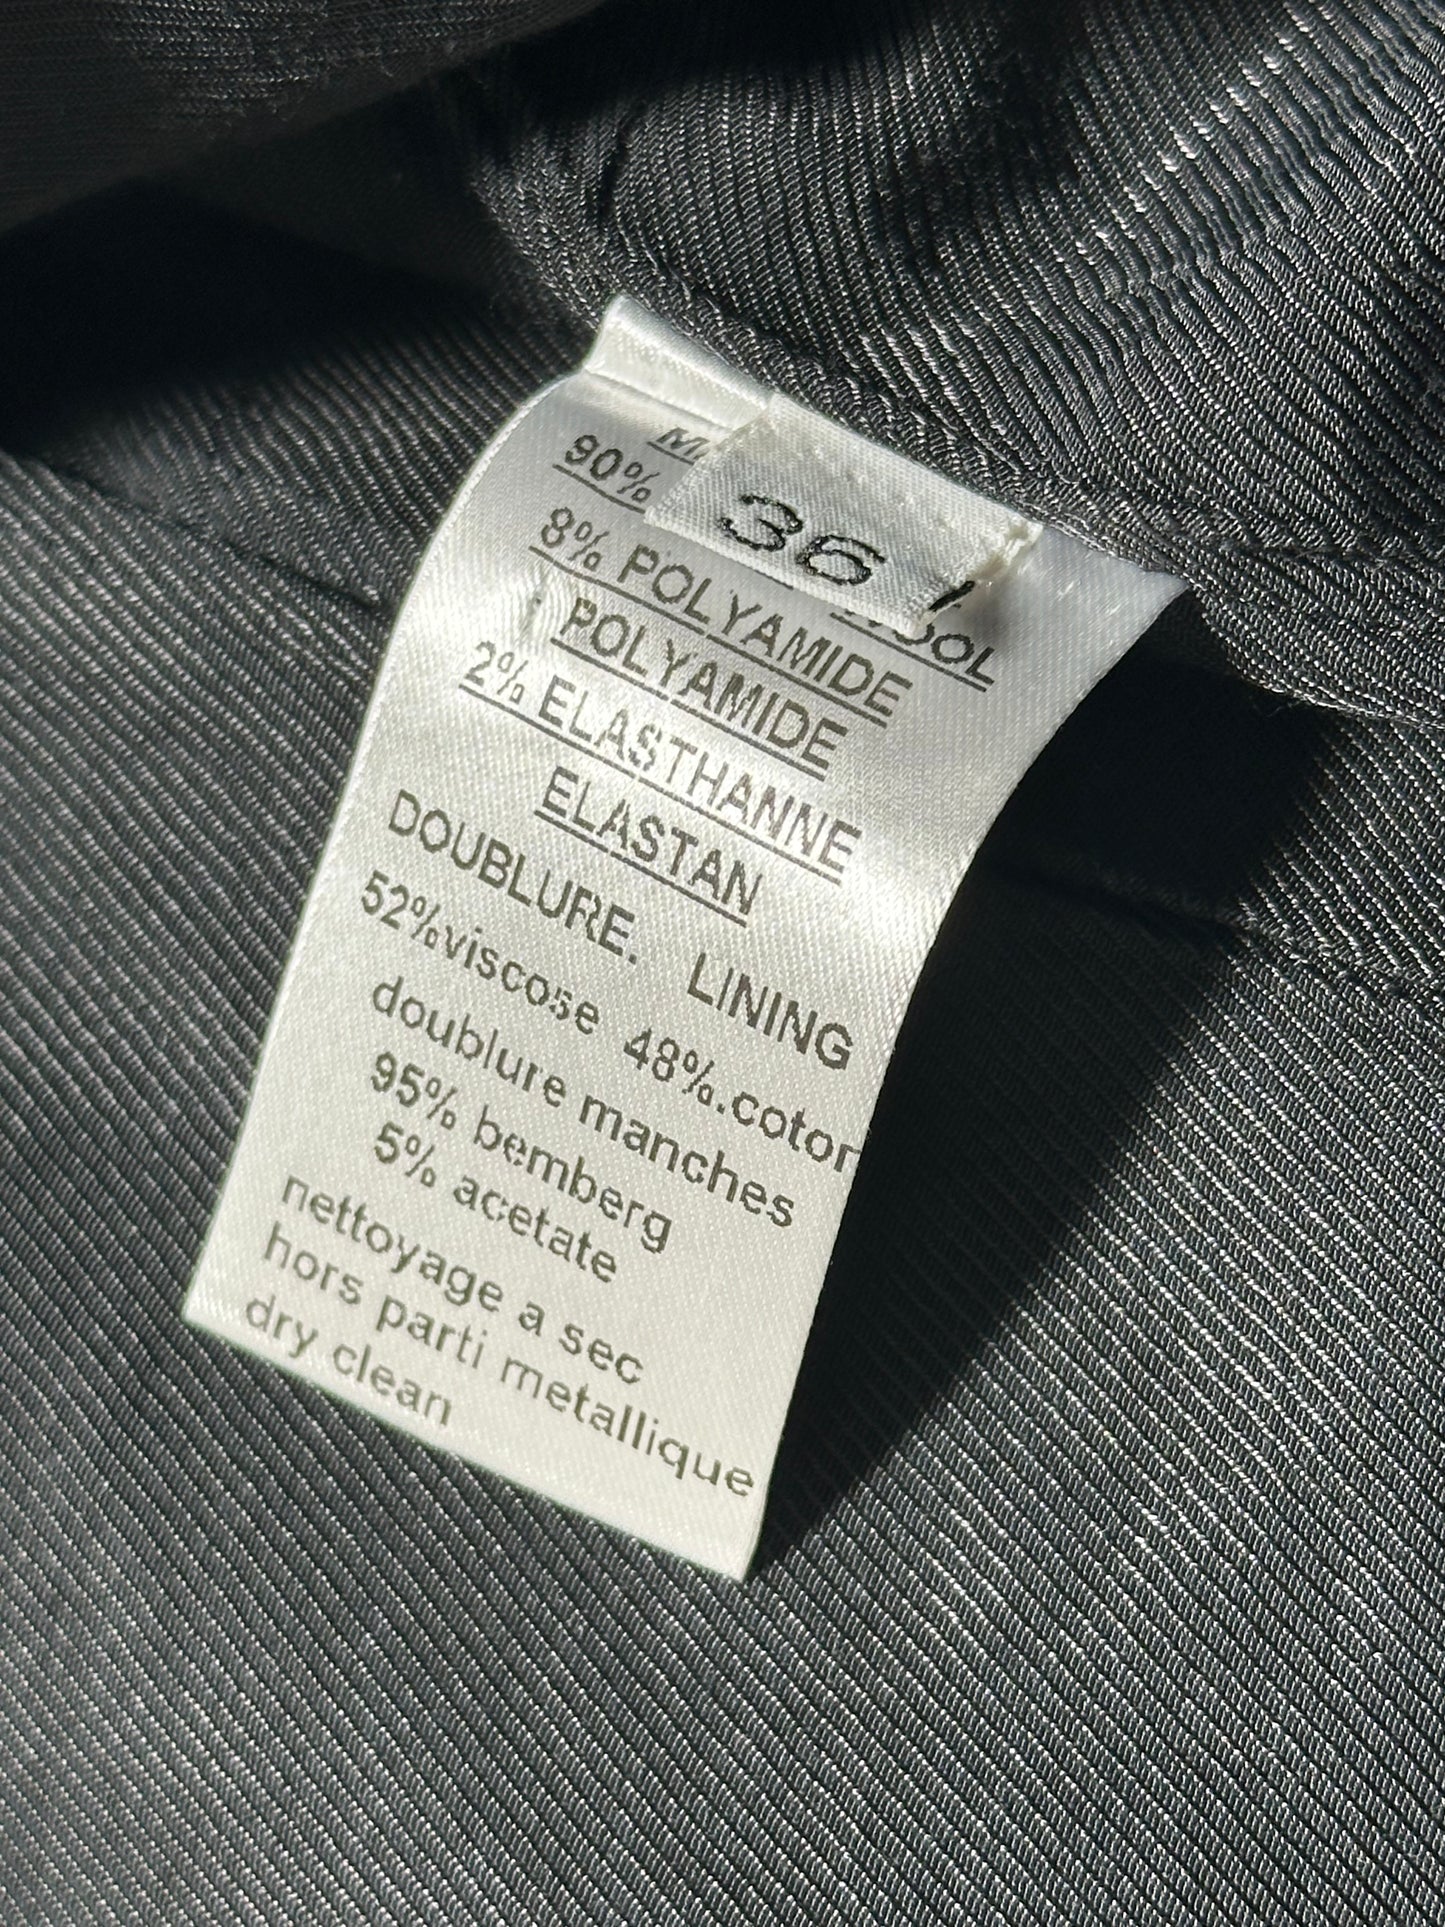 36
90%
8% POLYAMIDE
POLYAMIDE
2% ELASTHANNE
ELASTAN
DOUBLURE. LINING
52%viscose 48%.coton
doublure manches
95% bemberg
5% acetate
nettoyage a sec
hors parti metallique
dry clean